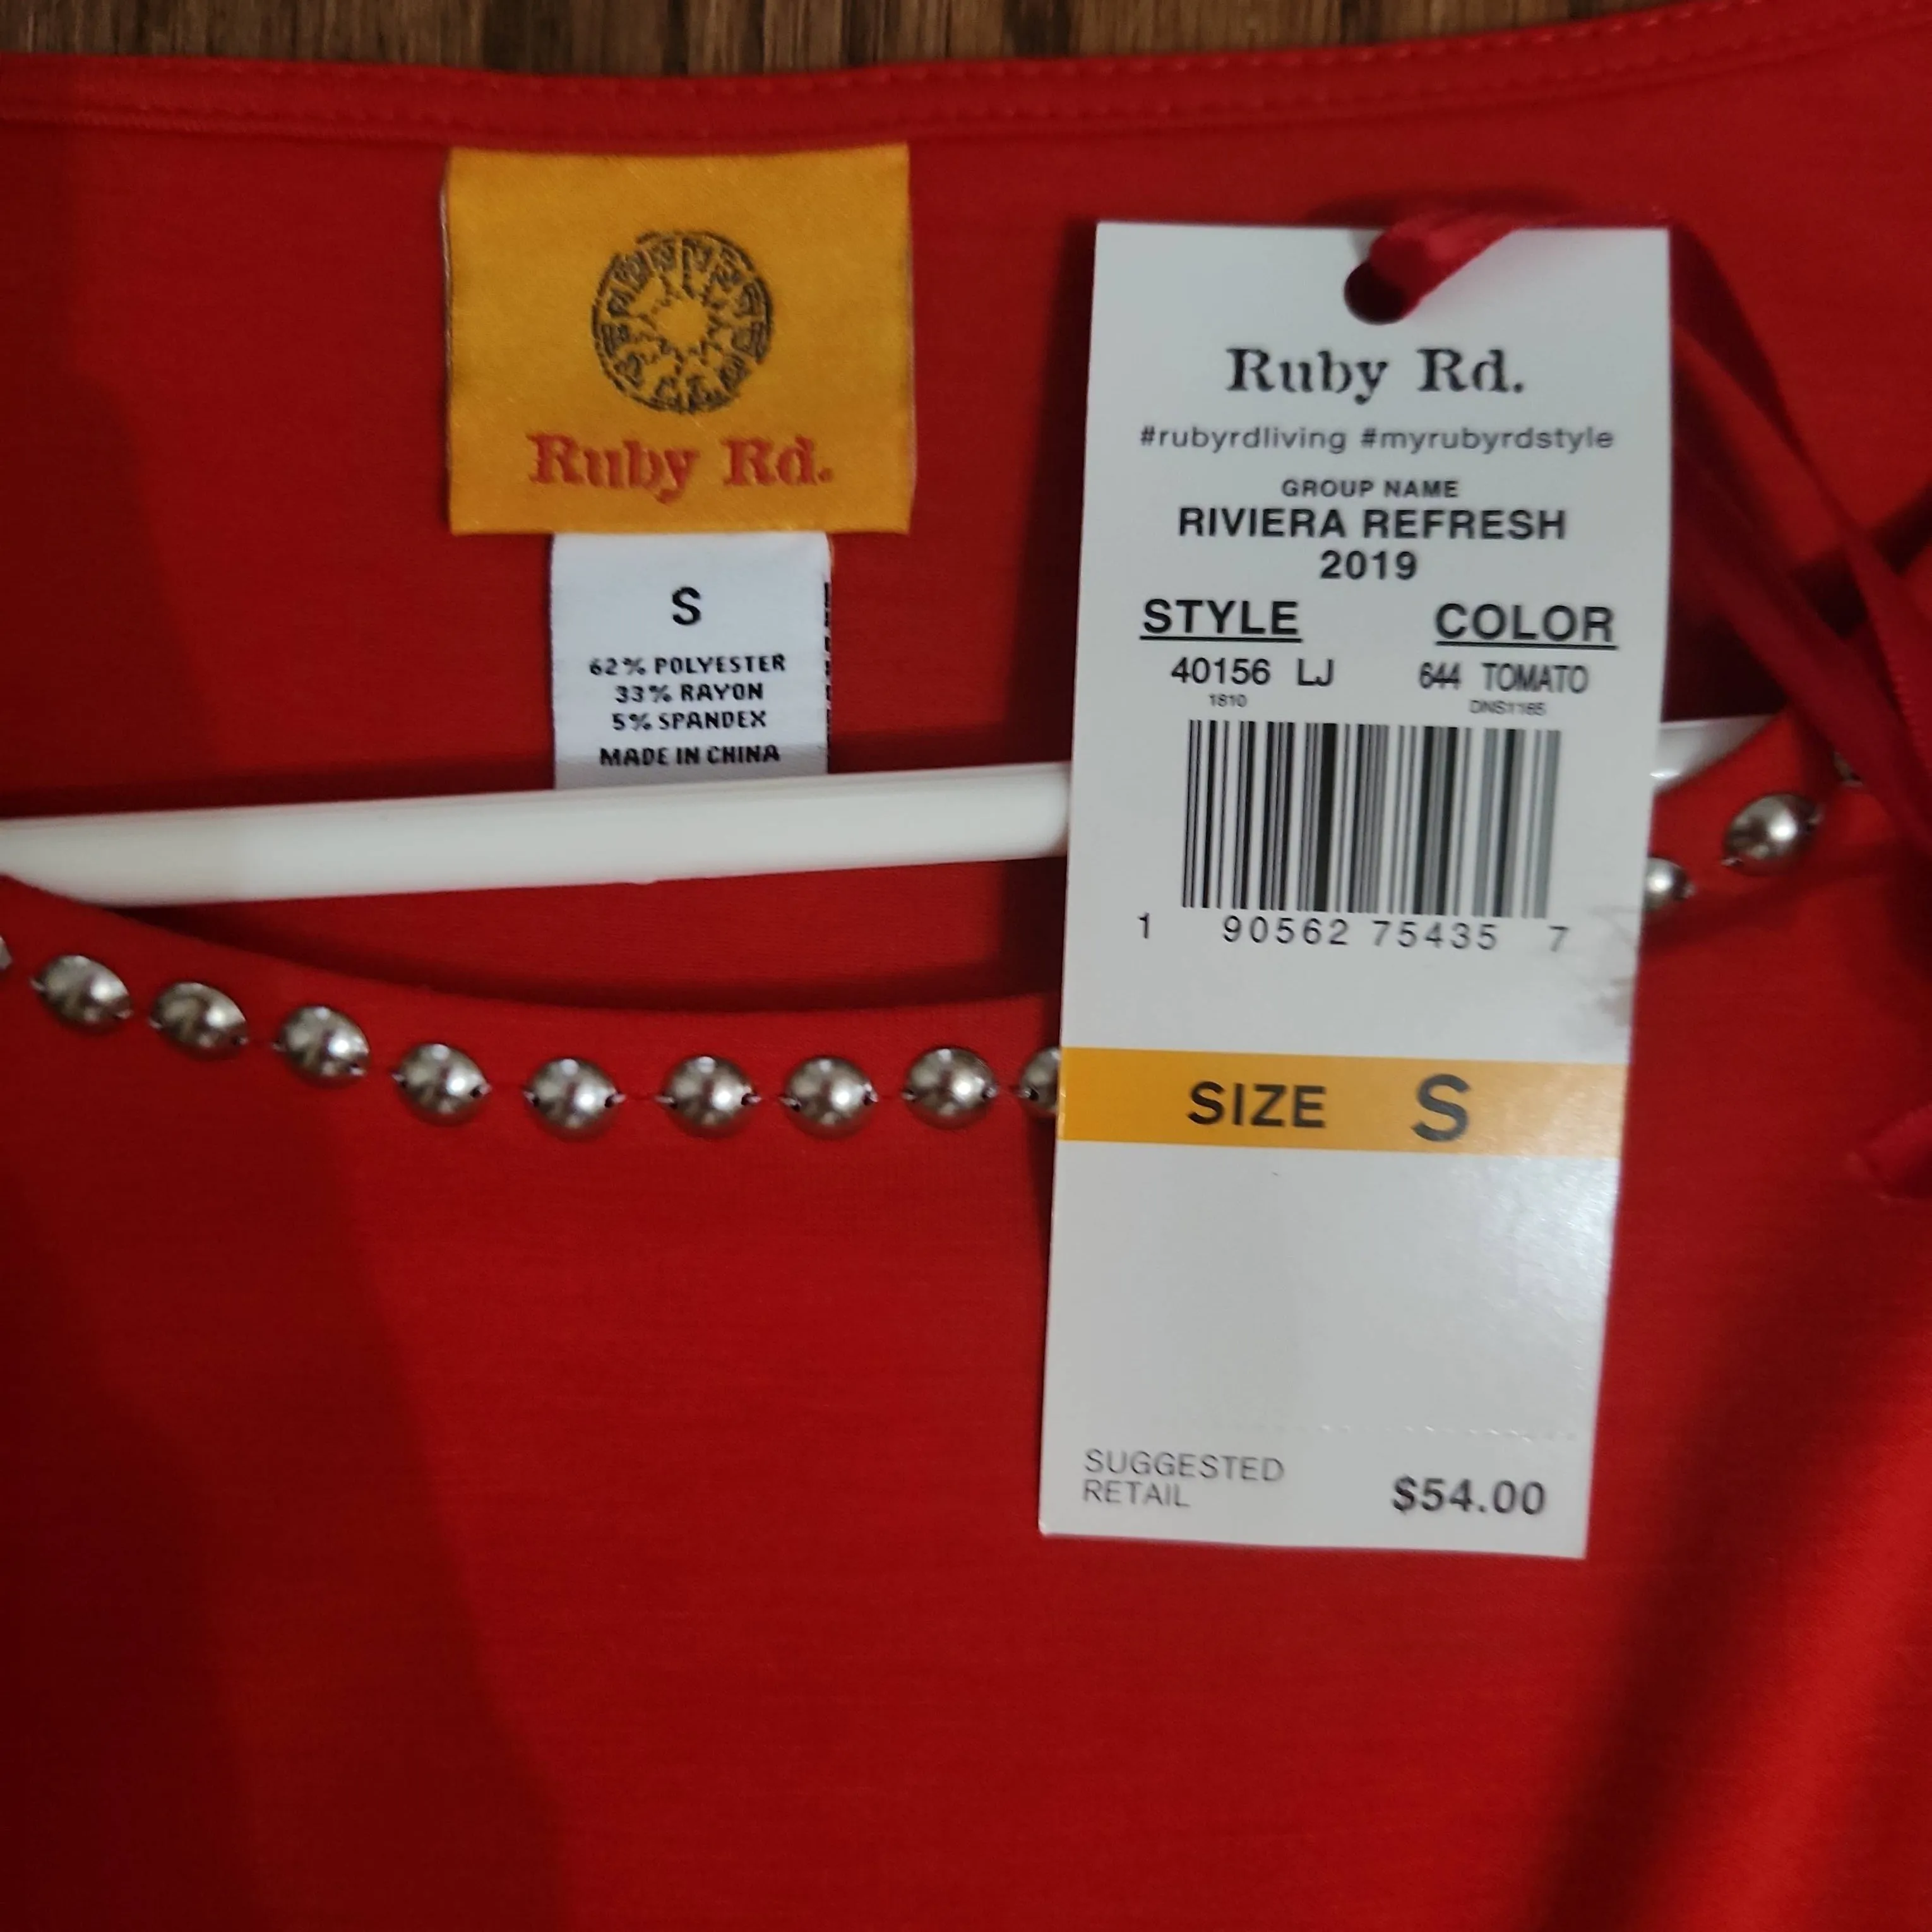 Ruby Rd.
S
62% POLYESTER
33% RAYON
5% SPANDEX
MADE IN CHINA
Ruby Rd.
#rubyrdliving #myrubyrdstyle
GROUP NAME
RIVIERA REFRESH
2019
STYLE COLOR
40156 LJ 644 TOMATO
1810 DNS1165
1 90562 75435 7
SIZE S
SUGGESTED
RETAIL
$54.00